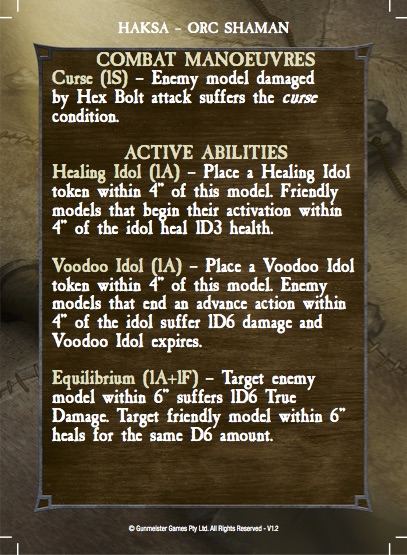 HAKSA – ORC SHAMAN
COMBAT MANOEUVRES
Curse (1S) – Enemy model damaged
by Hex Bolt attack suffers the curse
condition.
ACTIVE ABILITIES
Healing Idol (1A) – Place a Healing Idol
token within 4" of this model. Friendly
models that begin their activation within
4" of the idol heal 1D3 health.
Voodoo Idol (1A) – Place a Voodoo Idol
token within 4" of this model. Enemy
models that end an advance action within
4" of the idol suffer 1D6 damage and
Voodoo Idol expires.
Equilibrium (1A+1F) – Target enemy
model within 6" suffers 1D6 True
Damage. Target friendly model within 6"
heals for the same D6 amount.
© Gunmeister Games Pty Ltd. All Rights Reserved - V1.2